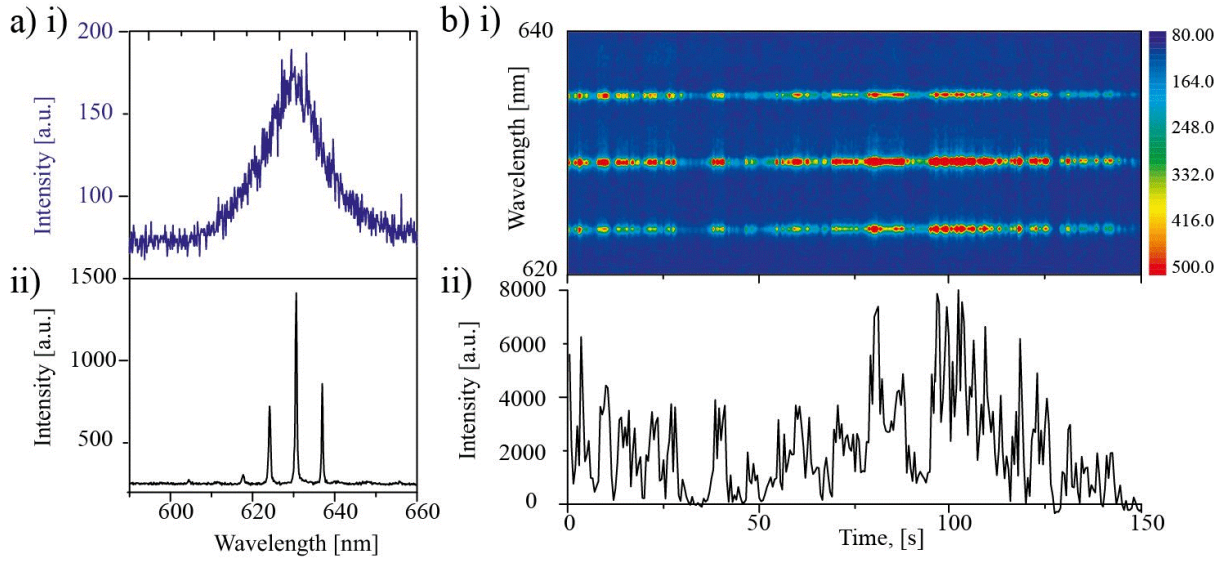 a) i)
200
150
100
Intensity [a.u.]
ii)
1500
1000
500
Intensity [a.u.]
600 620 640 660
Wavelength [nm]
b) i)
640
620
Wavelength [nm]
80.00
164.0
248.0
332.0
416.0
500.0
ii)
8000
6000
4000
2000
0
Intensity [a.u.]
0 50 100 150
Time, [s]